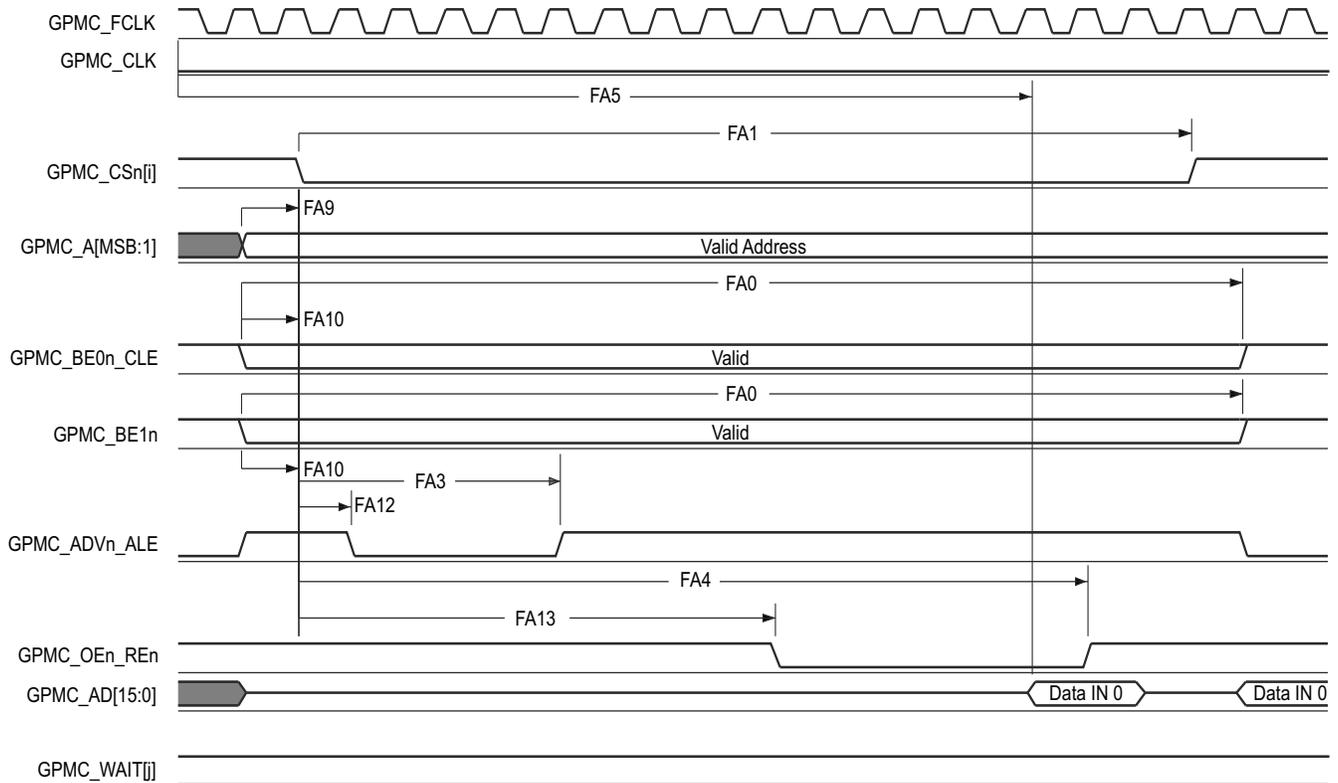 GPMC_FCLK
GPMC_CLK
FA5
FA1
GPMC_CSn[i]
FA9
GPMC_A[MSB:1]
Valid Address
FA0
FA10
GPMC_BE0n_CLE
Valid
FA0
GPMC_BE1n
Valid
FA10
FA3
FA12
GPMC_ADVn_ALE
FA4
FA13
GPMC_OEn_REn
GPMC_AD[15:0]
Data IN 0
Data IN 0
GPMC_WAIT[j]